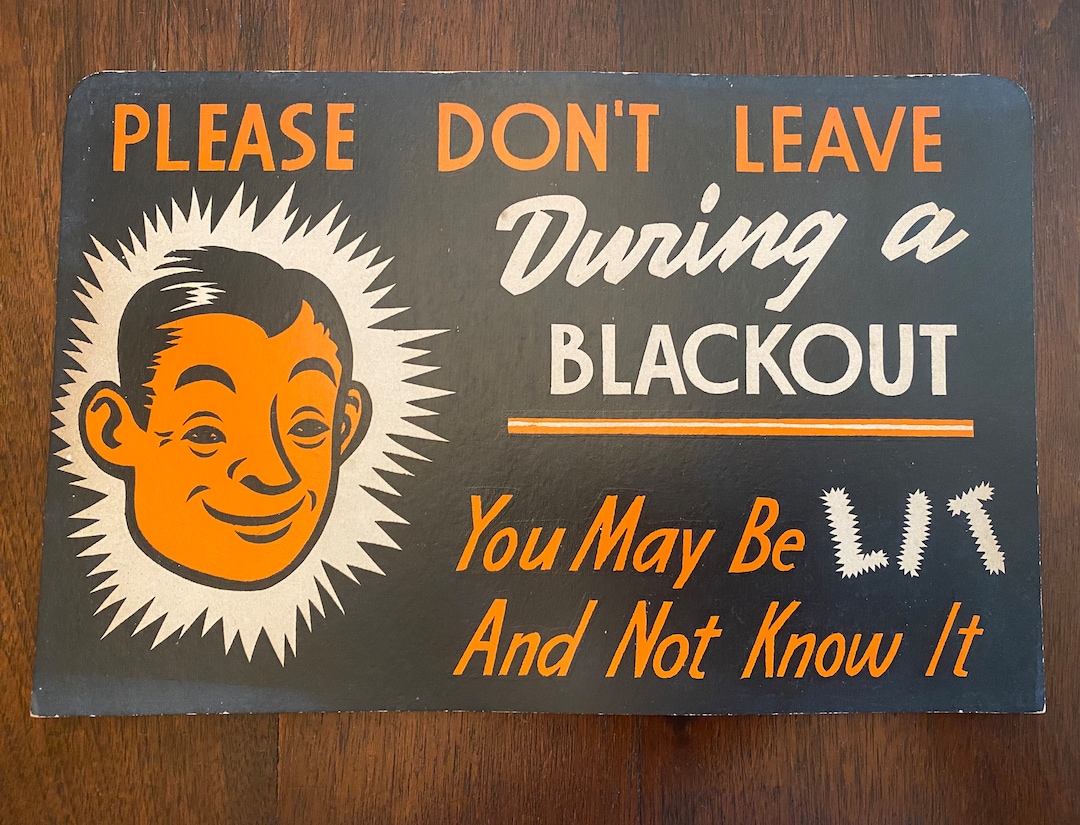 PLEASE DON'T LEAVE
During a
BLACKOUT
You May Be LIT
And Not Know It